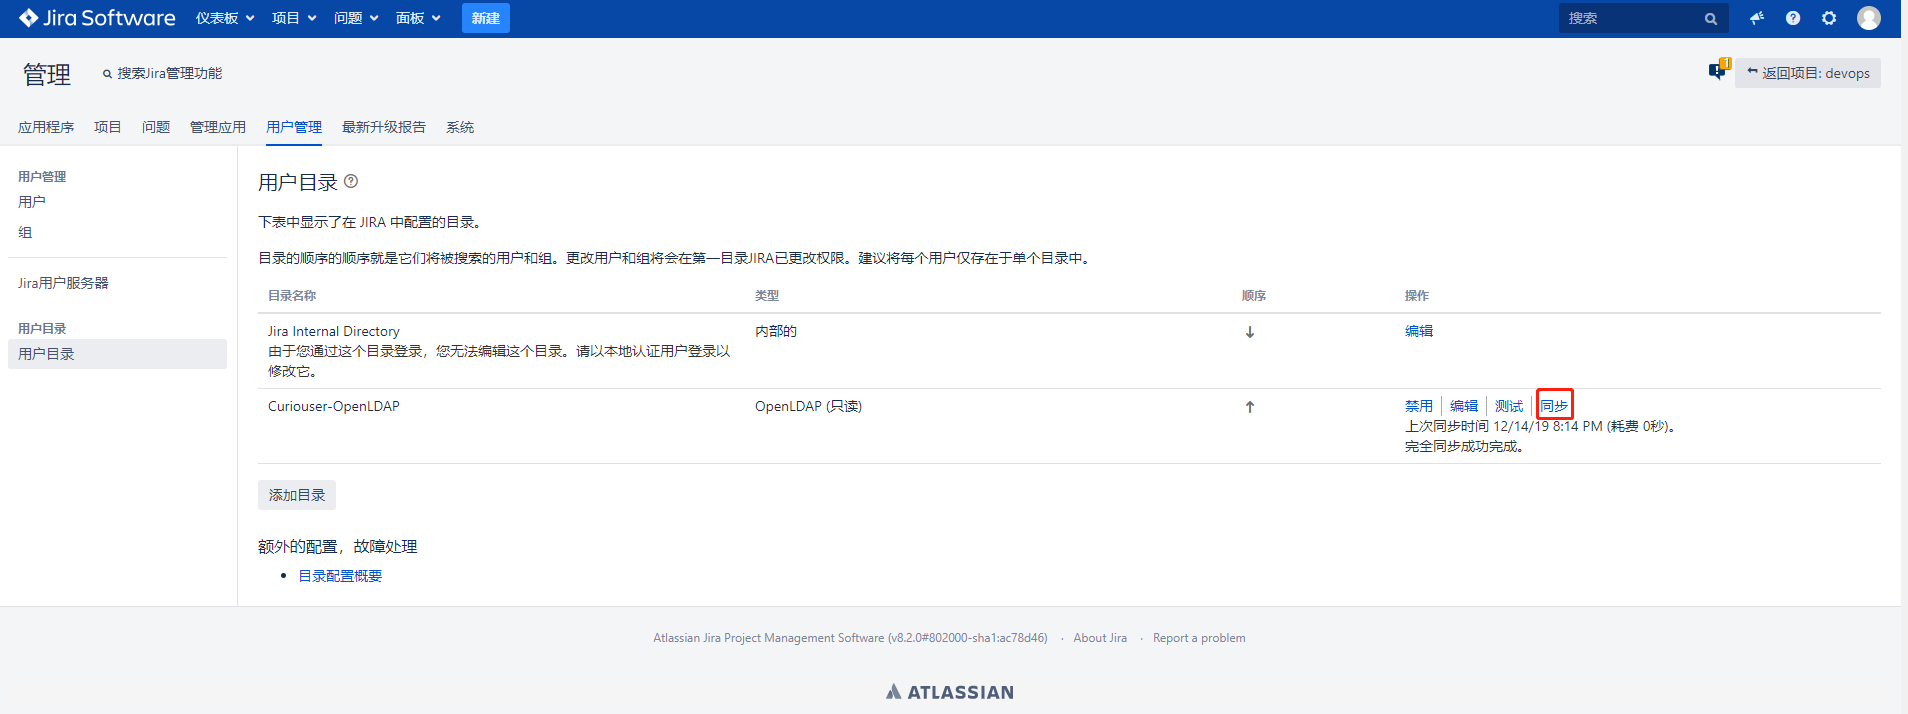 Jira Software 仪表板 项目 问题 面板 新建 搜索
管理 搜索Jira管理功能 1 返回项目: devops
应用程序 项目 问题 管理应用 用户管理 最新升级报告 系统
用户管理
用户
组
Jira用户服务器
用户目录
用户目录
用户目录
下表中显示了在 JIRA 中配置的目录。
目录的顺序的顺序就是它们将被搜索的用户和组。更改用户和组将会在第一目录JIRA已更改权限。建议将每个用户仅存在于单个目录中。
目录名称 类型 顺序 操作
Jira Internal Directory 内部的 编辑
由于您通过这个目录登录，您无法编辑这个目录。请以本地认证用户登录以
修改它。
Curiouser-OpenLDAP OpenLDAP (只读) 禁用 编辑 测试 同步
上次同步时间 12/14/19 8:14 PM (耗费 0秒)。
完全同步成功完成。
添加目录
额外的配置，故障处理
• 目录配置概要
Atlassian Jira Project Management Software (v8.2.0#802000-sha1:ac78d46) · About Jira · Report a problem
ATLASSIAN